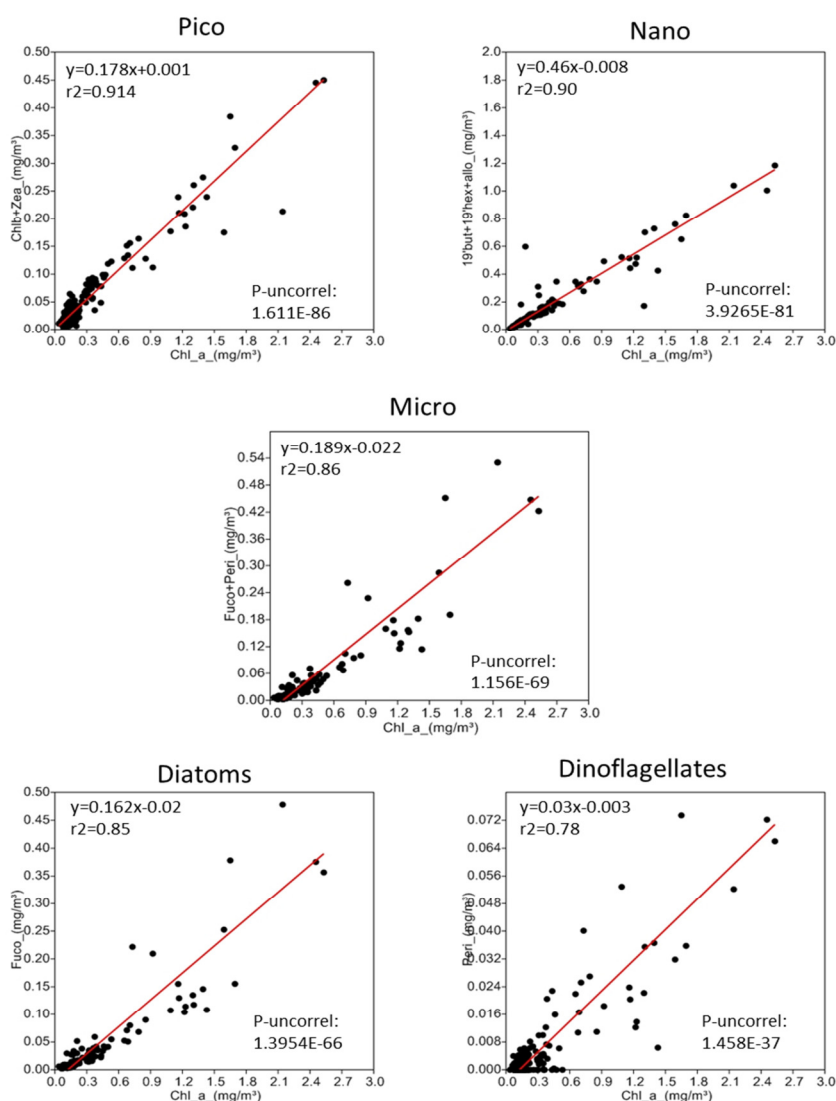 Pico
y=0.178x+0.001
r2=0.914
P-uncorrel:
1.611E-86
Chlb+Zea_(mg/m³)
0.50
0.45
0.40
0.35
0.30
0.25
0.20
0.15
0.10
0.05
0.00
0.0 0.3 0.6 0.9 1.2 1.5 1.8 2.1 2.4 2.7 3.0
Chl_a_(mg/m³)
Nano
y=0.46x-0.008
r2=0.90
P-uncorrel:
3.9265E-81
19'but+19'hex+allo_(mg/m³)
2.0
1.8
1.6
1.4
1.2
1.0
0.8
0.6
0.4
0.2
0.0
0.0 0.3 0.6 0.9 1.2 1.5 1.8 2.1 2.4 2.7 3.0
Chl_a_(mg/m³)
Micro
y=0.189x-0.022
r2=0.86
P-uncorrel:
1.156E-69
Fuco+Peri_(mg/m³)
0.54
0.48
0.42
0.36
0.30
0.24
0.18
0.12
0.06
0.00
0.0 0.3 0.6 0.9 1.2 1.5 1.8 2.1 2.4 2.7 3.0
Chl_a_(mg/m³)
Diatoms
y=0.162x-0.02
r2=0.85
P-uncorrel:
1.3954E-66
Fuco_(mg/m³)
0.50
0.45
0.40
0.35
0.30
0.25
0.20
0.15
0.10
0.05
0.00
0.0 0.3 0.6 0.9 1.2 1.5 1.8 2.1 2.4 2.7 3.0
Chl_a_(mg/m³)
Dinoflagellates
y=0.03x-0.003
r2=0.78
P-uncorrel:
1.458E-37
Peri_(mg/m³)
0.072
0.064
0.056
0.048
0.040
0.032
0.024
0.016
0.008
0.000
0.0 0.3 0.6 0.9 1.2 1.5 1.8 2.1 2.4 2.7 3.0
Chl_a_(mg/m³)